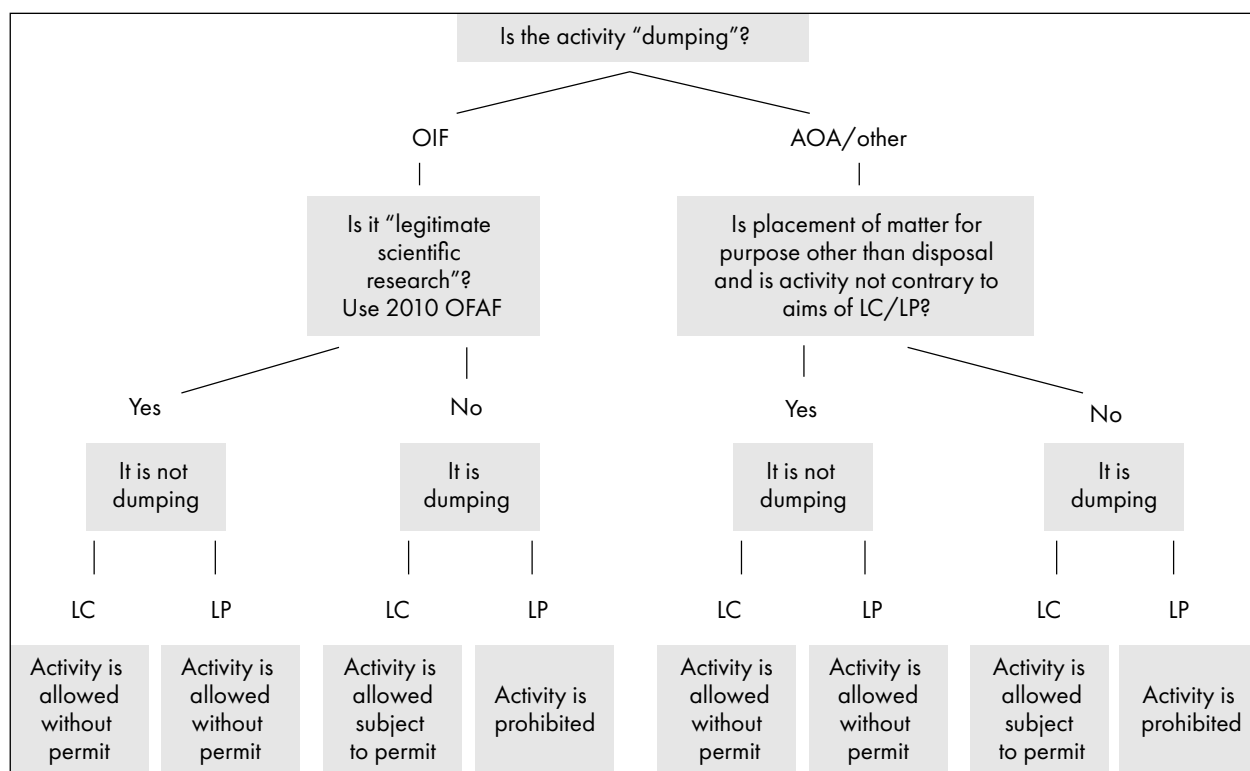 Is the activity “dumping”?
OIF
AOA/other
Is it “legitimate
scientific
research”?
Use 2010 OFAF
Is placement of matter for
purpose other than disposal
and is activity not contrary to
aims of LC/LP?
Yes
No
Yes
No
It is not
dumping
It is
dumping
It is not
dumping
It is
dumping
LC
LP
LC
LP
LC
LP
LC
LP
Activity is
allowed
without
permit
Activity is
allowed
without
permit
Activity is
allowed
subject
to permit
Activity is
prohibited
Activity is
allowed
without
permit
Activity is
allowed
without
permit
Activity is
allowed
subject
to permit
Activity is
prohibited